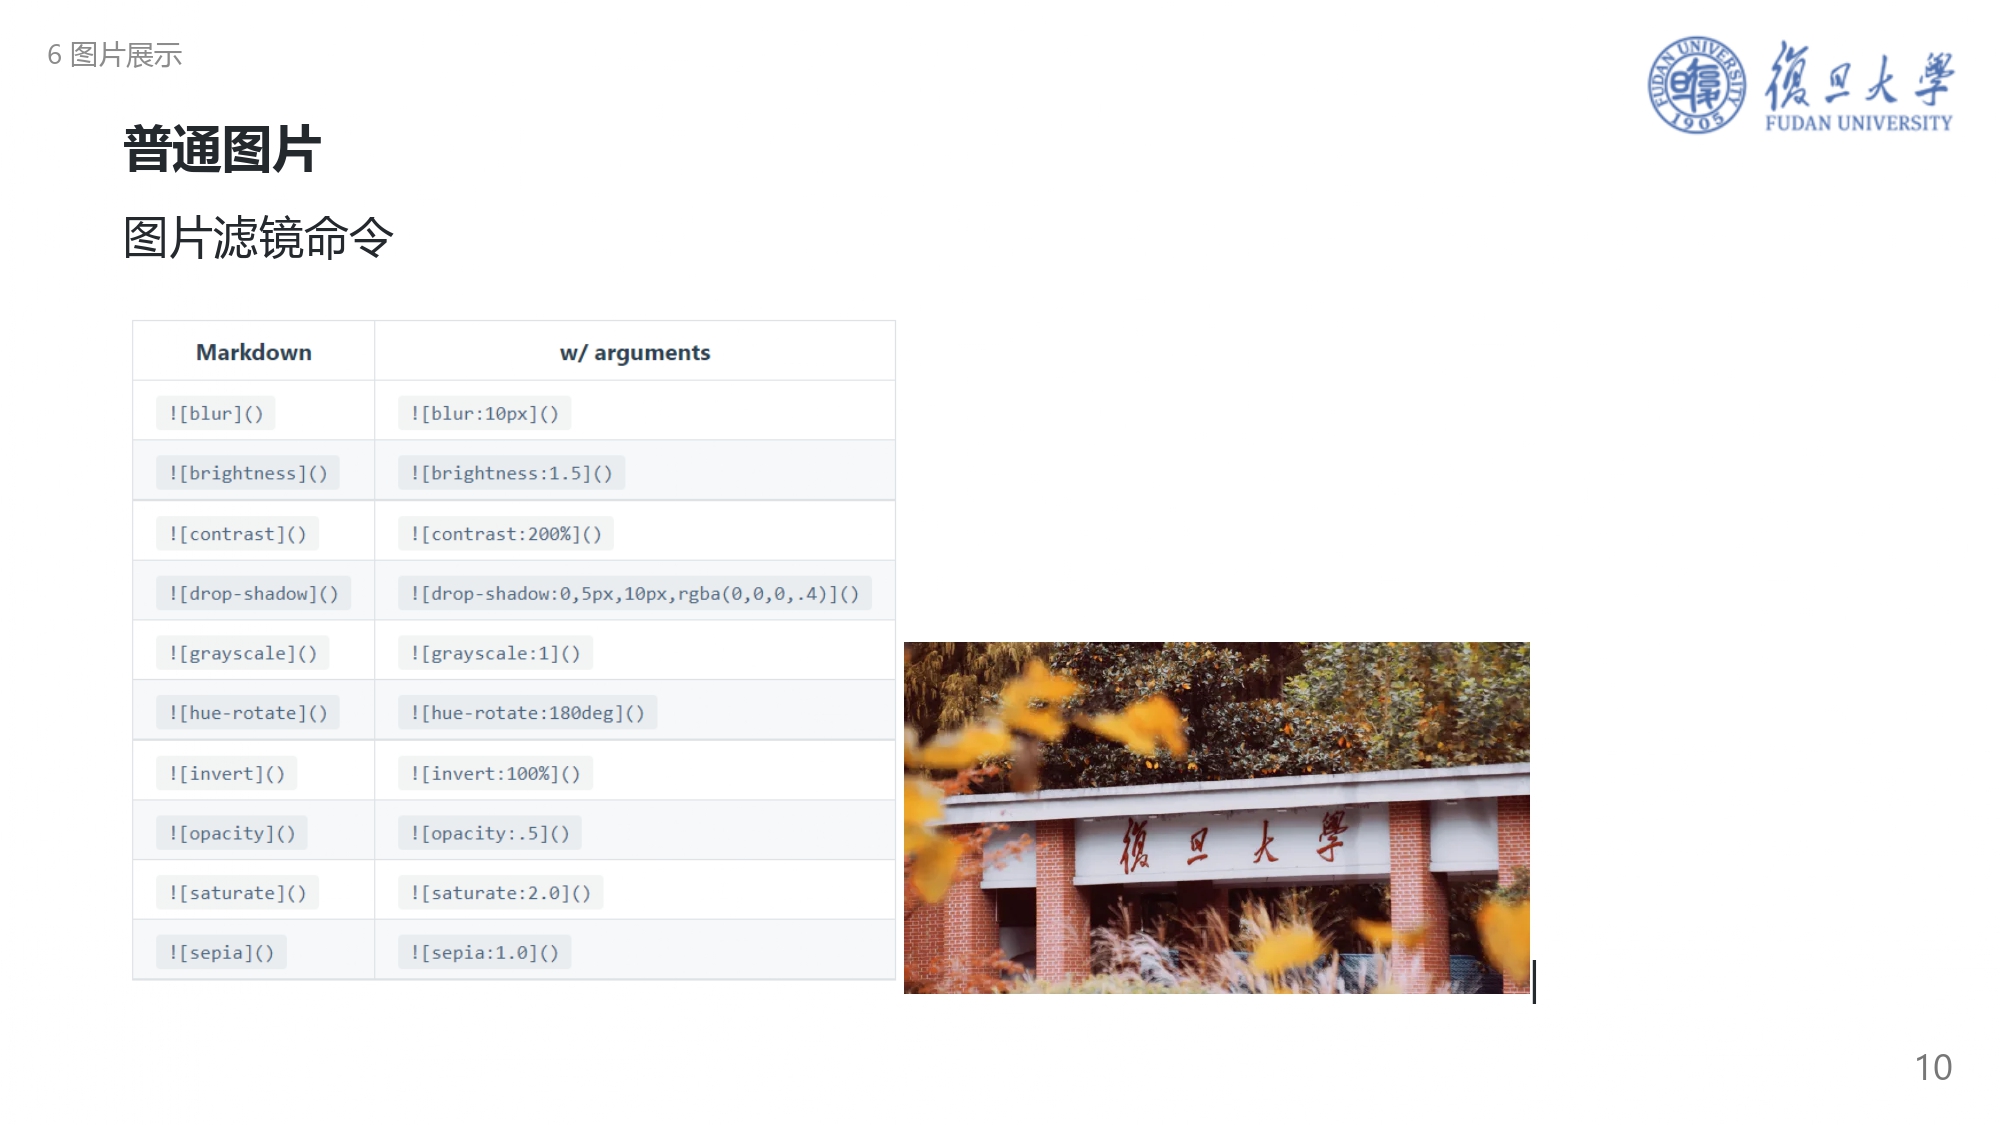 6 图片展示
FUDAN UNIVERSITY
1905
復旦大學
FUDAN UNIVERSITY
普通图片
图片滤镜命令
Markdown w/ arguments
![blur]() ![blur:10px]()
![brightness]() ![brightness:1.5]()
![contrast]() ![contrast:200%]()
![drop-shadow]() ![drop-shadow:0,5px,10px,rgba(0,0,0,.4)]()
![grayscale]() ![grayscale:1]()
![hue-rotate]() ![hue-rotate:180deg]()
![invert]() ![invert:100%]()
![opacity]() ![opacity:.5]()
![saturate]() ![saturate:2.0]()
![sepia]() ![sepia:1.0]()
復旦大學
10